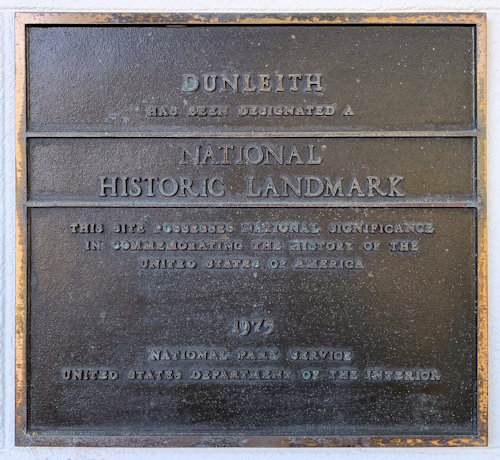 DUNLEITH
HAS BEEN DESIGNATED A
NATIONAL
HISTORIC LANDMARK
THIS SITE POSSESSES NATIONAL SIGNIFICANCE
IN COMMEMORATING THE HISTORY OF THE
UNITED STATES OF AMERICA
1975
NATIONAL PARK SERVICE
UNITED STATES DEPARTMENT OF THE INTERIOR